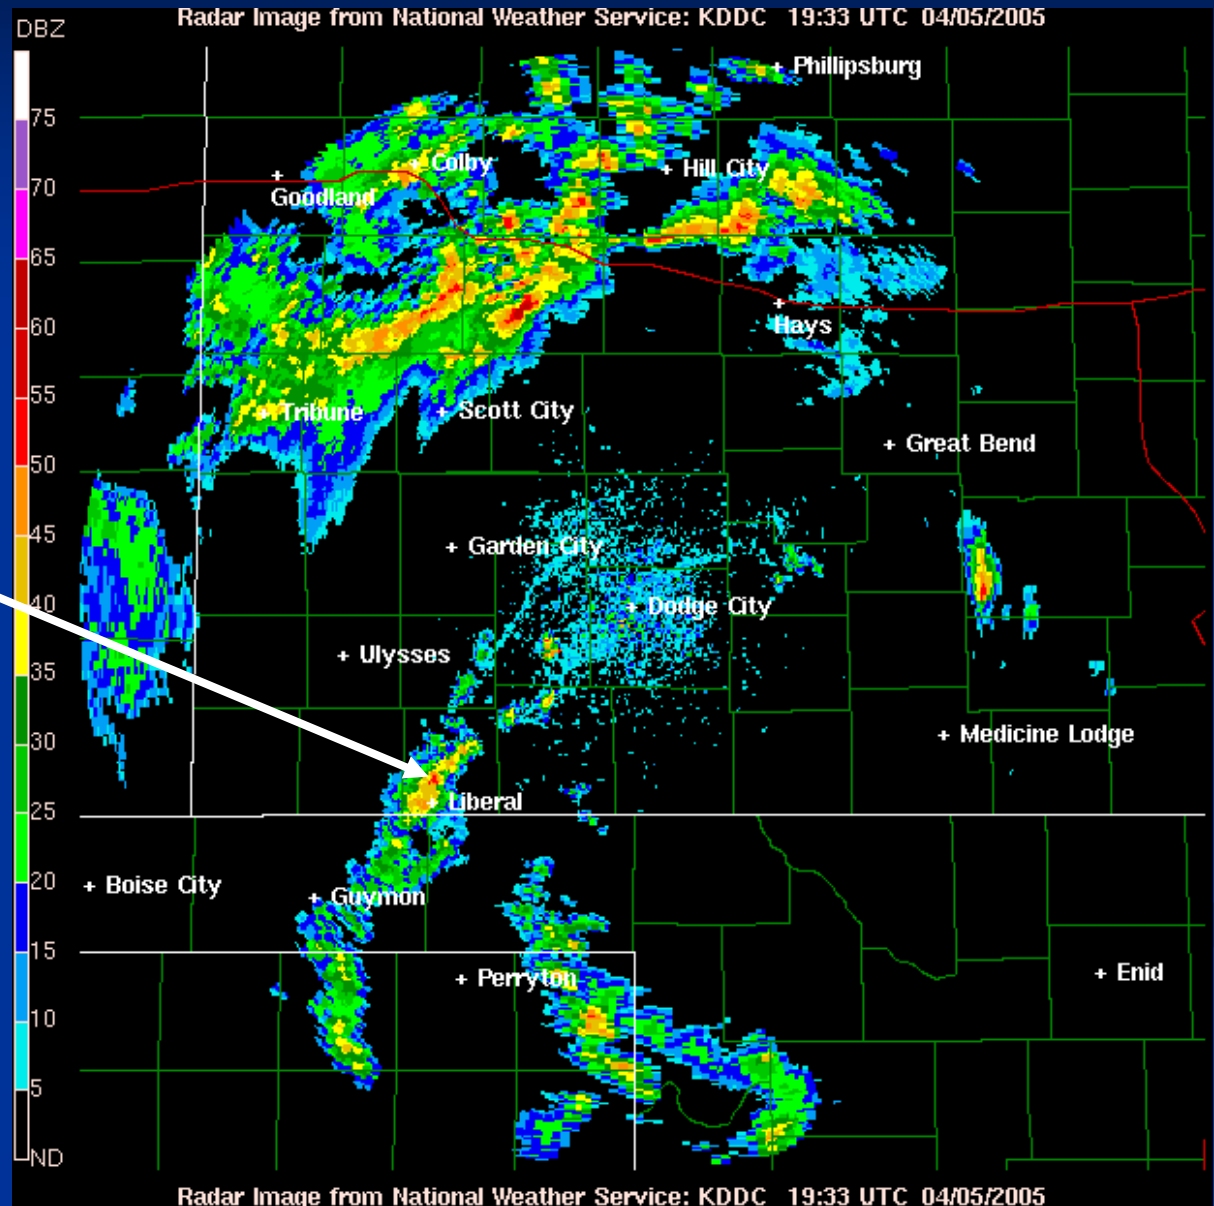 Radar Image from National Weather Service: KDDC 19:33 UTC 04/05/2005
DBZ
Phillipsburg
75
Colby
Hill City
70
Goodland
65
60
Hays
55
Tribune
Scott City
Great Bend
50
45
Garden City
40
Dodge City
Ulysses
35
30
Medicine Lodge
25
Liberal
20
Boise City
Guymon
15
Perryton
Enid
10
5
ND
Radar Image from National Weather Service: KDDC 19:33 UTC 04/05/2005